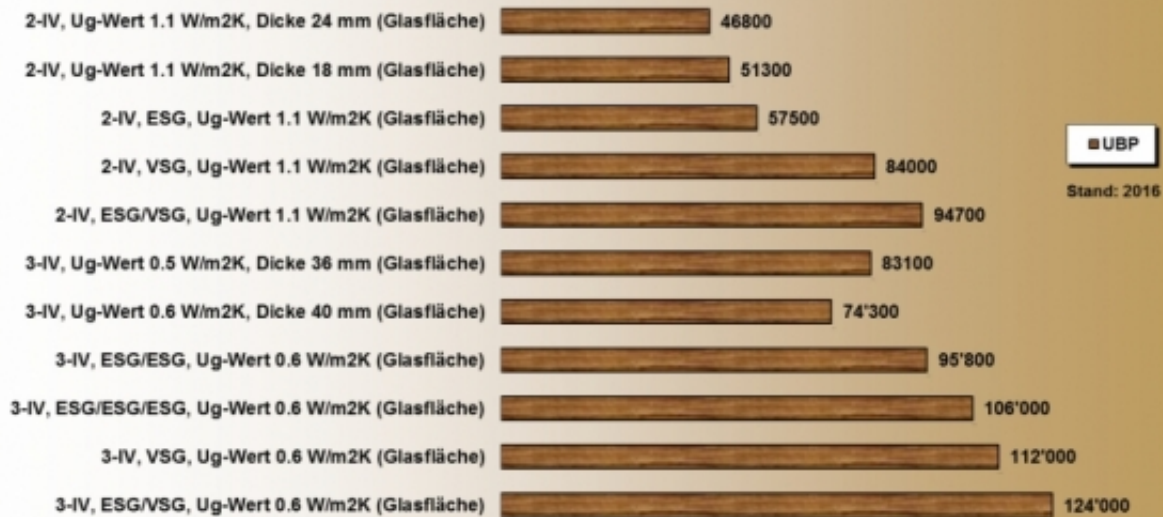 2-IV, Ug-Wert 1.1 W/m2K, Dicke 24 mm (Glasfläche) 46800
2-IV, Ug-Wert 1.1 W/m2K, Dicke 18 mm (Glasfläche) 51300
2-IV, ESG, Ug-Wert 1.1 W/m2K (Glasfläche) 57500
2-IV, VSG, Ug-Wert 1.1 W/m2K (Glasfläche) 84000
2-IV, ESG/VSG, Ug-Wert 1.1 W/m2K (Glasfläche) 94700
3-IV, Ug-Wert 0.5 W/m2K, Dicke 36 mm (Glasfläche) 83100
3-IV, Ug-Wert 0.6 W/m2K, Dicke 40 mm (Glasfläche) 74'300
3-IV, ESG/ESG, Ug-Wert 0.6 W/m2K (Glasfläche) 95'800
3-IV, ESG/ESG/ESG, Ug-Wert 0.6 W/m2K (Glasfläche) 106'000
3-IV, VSG, Ug-Wert 0.6 W/m2K (Glasfläche) 112'000
3-IV, ESG/VSG, Ug-Wert 0.6 W/m2K (Glasfläche) 124'000
UBP
Stand: 2016